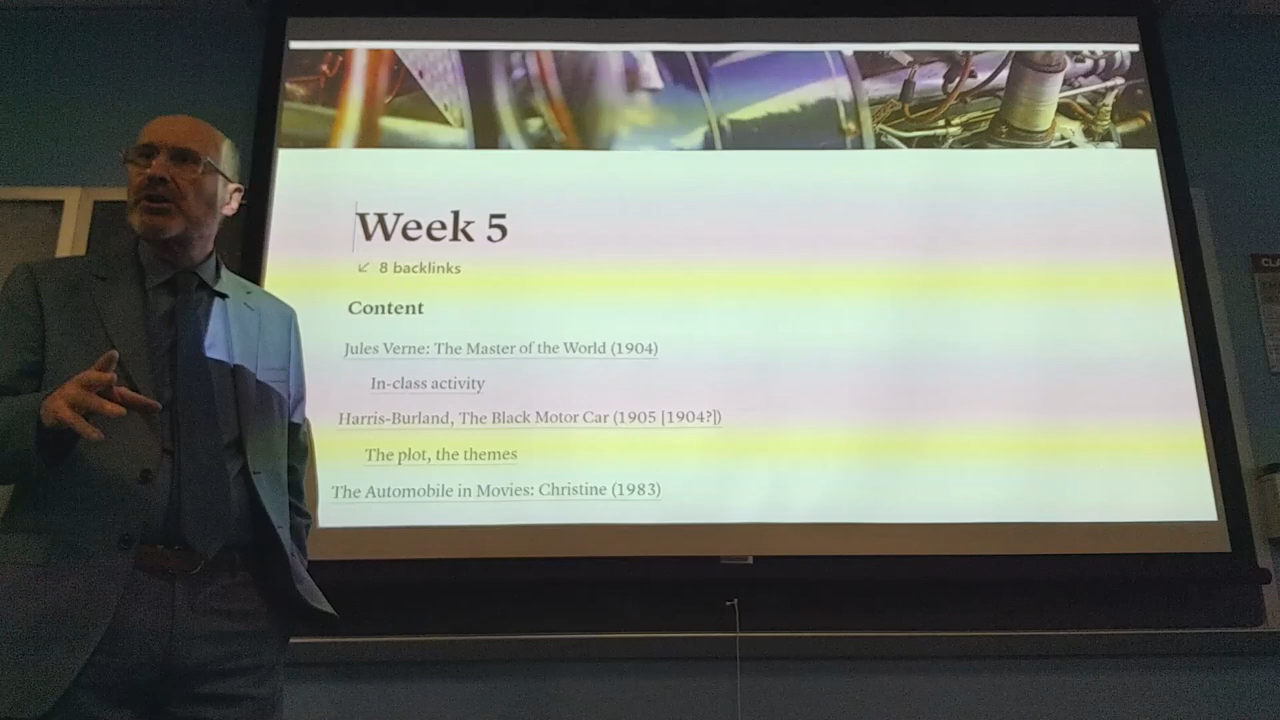 Week 5
↙ 8 backlinks
Content
Jules Verne: The Master of the World (1904)
In-class activity
Harris-Burland, The Black Motor Car (1905 [1904?])
The plot, the themes
The Automobile in Movies: Christine (1983)
CLA